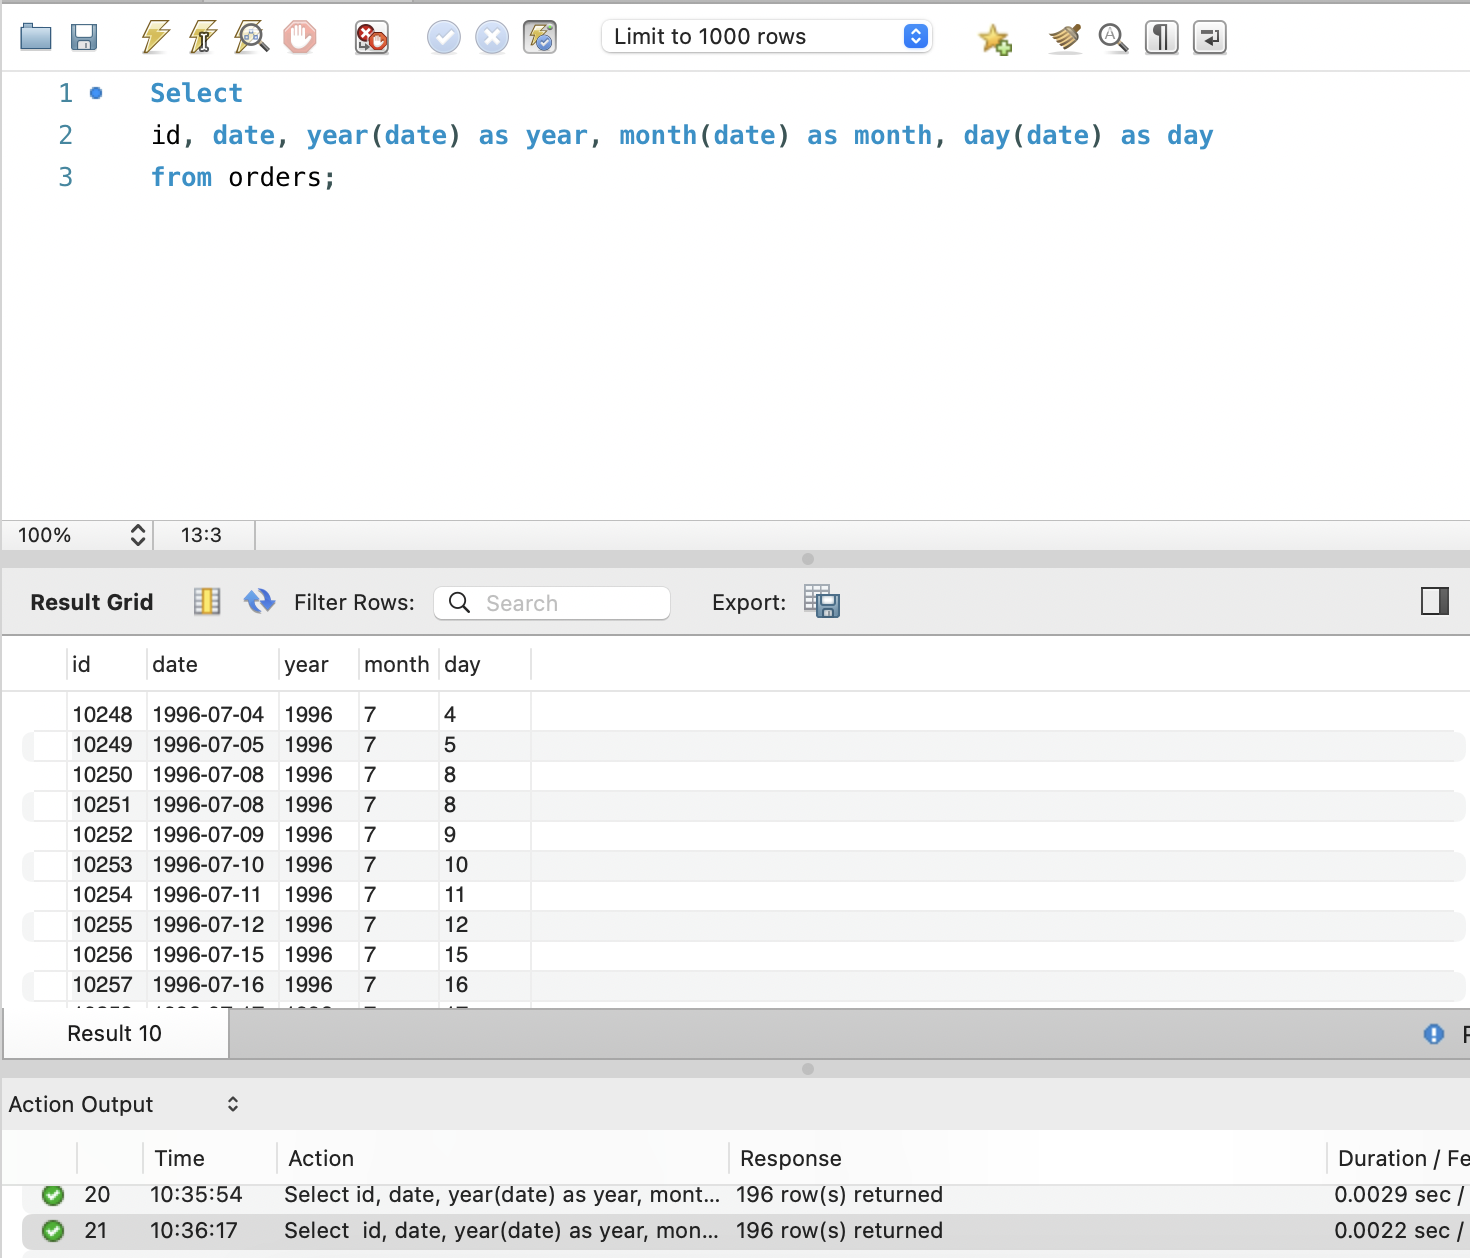 Limit to 1000 rows
1 Select
2 id, date, year(date) as year, month(date) as month, day(date) as day
3 from orders;
100% 13:3
Result Grid Filter Rows: Search Export:
id date year month day
10248 1996-07-04 1996 7 4
10249 1996-07-05 1996 7 5
10250 1996-07-08 1996 7 8
10251 1996-07-08 1996 7 8
10252 1996-07-09 1996 7 9
10253 1996-07-10 1996 7 10
10254 1996-07-11 1996 7 11
10255 1996-07-12 1996 7 12
10256 1996-07-15 1996 7 15
10257 1996-07-16 1996 7 16
Result 10
Action Output
Time Action Response Duration / Fe
20 10:35:54 Select id, date, year(date) as year, mont... 196 row(s) returned 0.0029 sec /
21 10:36:17 Select  id, date, year(date) as year, mon... 196 row(s) returned 0.0022 sec /